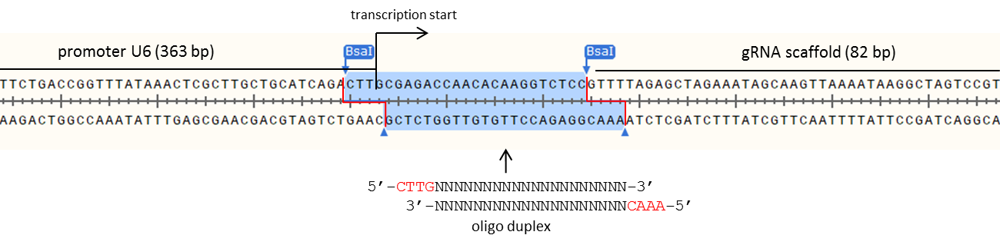 transcription start
promoter U6 (363 bp)
BsaI
BsaI
gRNA scaffold (82 bp)
TTCTGACCGGTTTATAAACTCGCTTGCTGCATCAGACTTGCGAGACCAACACAAGGTCTCCGTTTTAGAGCTAGAAATAGCAAGTTAAAATAAGGCTAGTCCGT
AAGACTGGCCAAATATTTGAGCGAACGACGTAGTCTGAACGCTCTGGTTGTGTTCCAGAGGCAAAATCTCGATCTTTATCGTTCAATTTTATTCCGATCAGGCA
5’–CTTGNNNNNNNNNNNNNNNNNNNN–3’
3’–NNNNNNNNNNNNNNNNNNNNCAAA–5’
oligo duplex